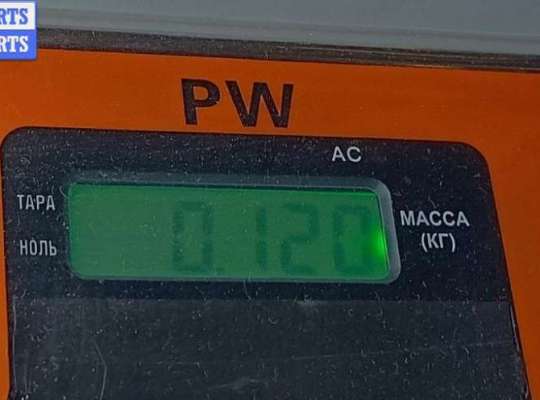 RTS
RTS
PW
AC
ТАРА
НОЛЬ
0.120
МАССА
(КГ)